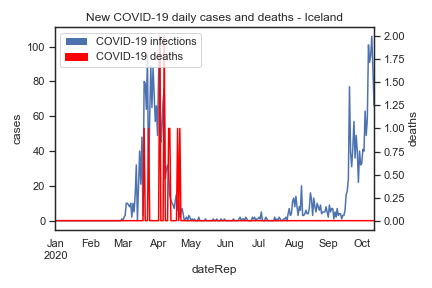 New COVID-19 daily cases and deaths - Iceland
COVID-19 infections
COVID-19 deaths
100
80
60
40
20
0
cases
2.00
1.75
1.50
1.25
1.00
0.75
0.50
0.25
0.00
deaths
Jan Feb Mar Apr May Jun Jul Aug Sep Oct
2020
dateRep